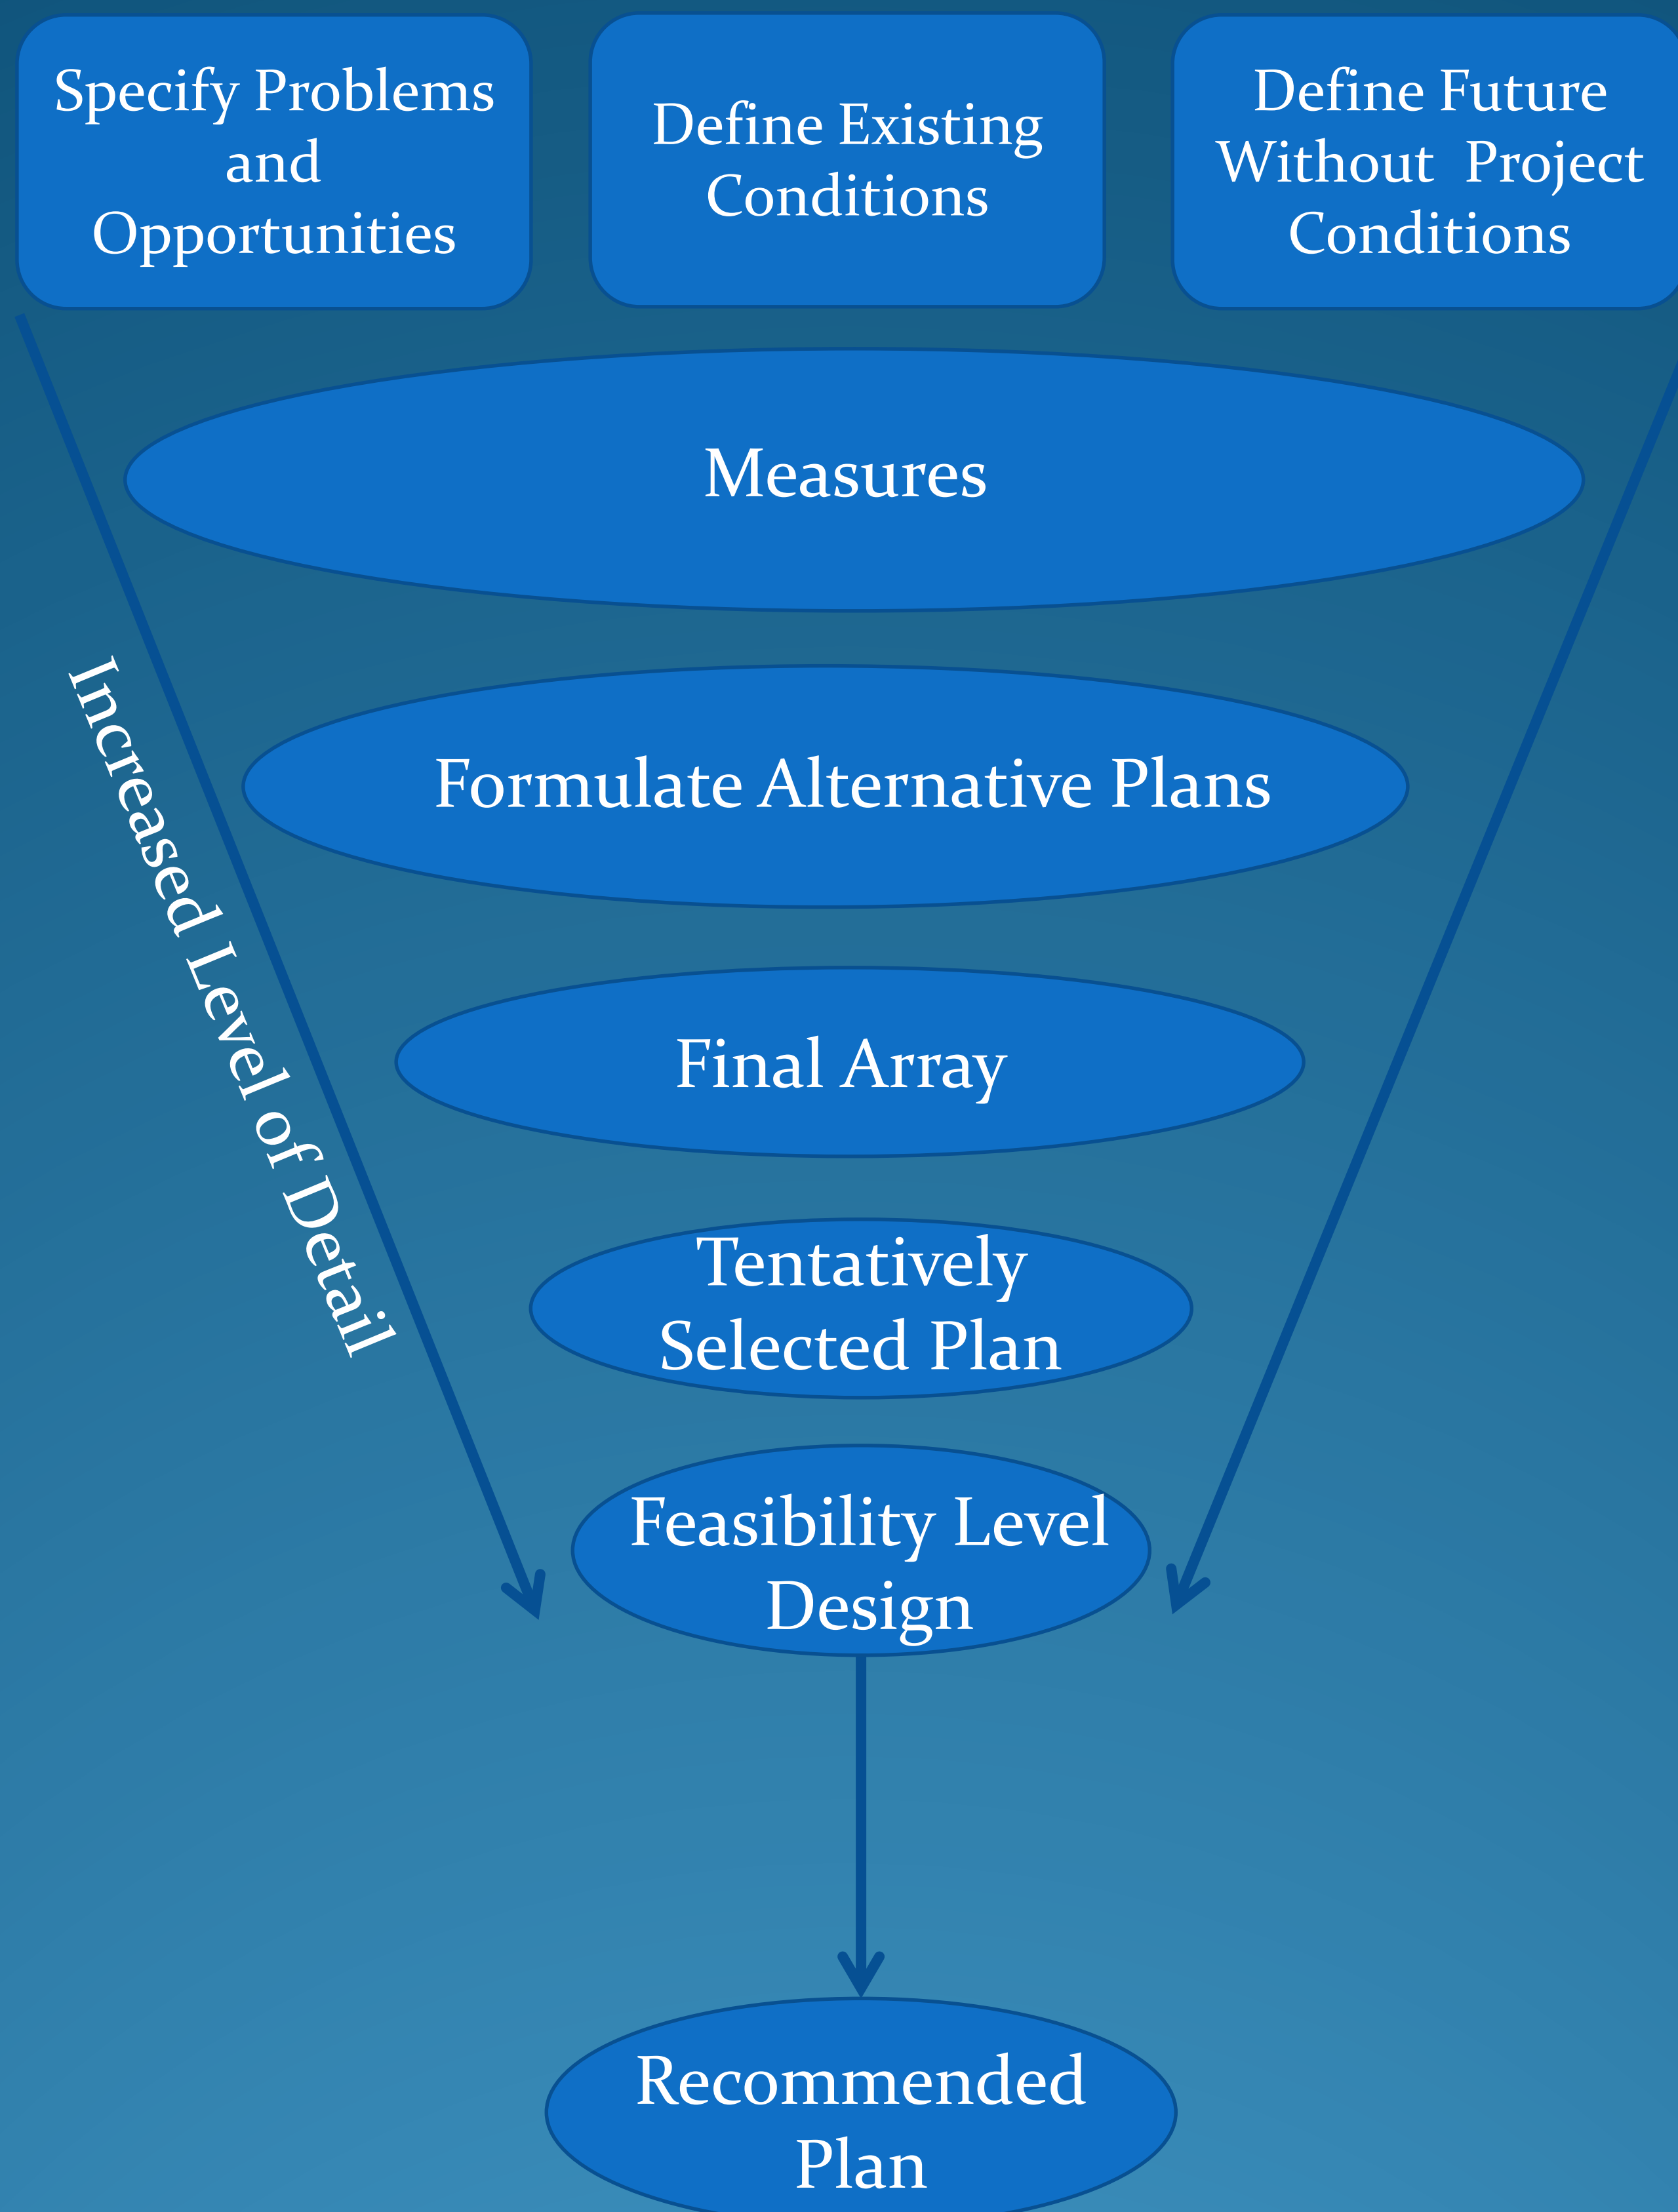 Specify Problems
and
Opportunities
Define Existing
Conditions
Define Future
Without  Project
Conditions
Measures
Formulate Alternative Plans
Increased Level of Detail
Final Array
Tentatively
Selected Plan
Feasibility Level
Design
Recommended
Plan